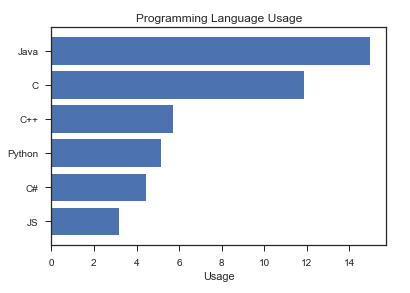 Programming Language Usage
Java
C
C++
Python
C#
JS
0 2 4 6 8 10 12 14
Usage